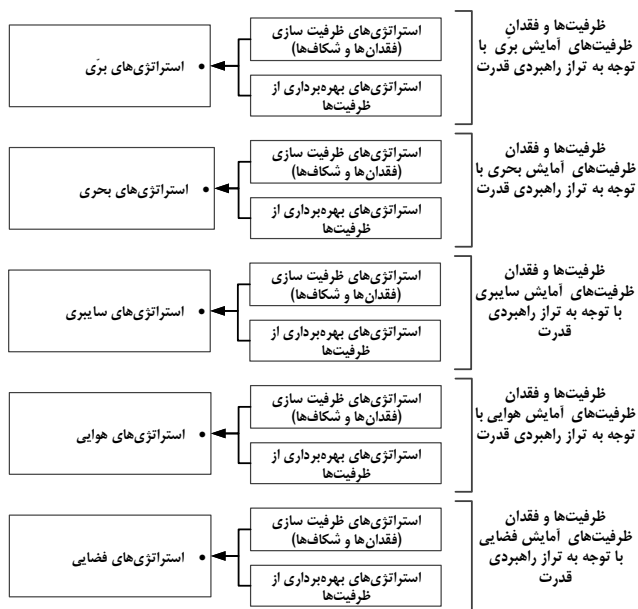 ظرفیت‌ها و فقدانِ
ظرفیت‌های آمایش برّی با
توجه به تراز راهبردی قدرت
استراتژی‌های ظرفیت سازی
(فقدان‌ها و شکاف‌ها)
استراتژی‌های بهره‌برداری از
ظرفیت‌ها
• استراتژی‌های برّی
ظرفیت‌ها و فقدان
ظرفیت‌های آمایش بحری با
توجه به تراز راهبردی قدرت
استراتژی‌های ظرفیت سازی
(فقدان‌ها و شکاف‌ها)
استراتژی‌های بهره‌برداری از
ظرفیت‌ها
• استراتژی‌های بحری
ظرفیت‌ها و فقدان
ظرفیت‌های آمایش سایبری
با توجه به تراز راهبردی
قدرت
استراتژی‌های ظرفیت سازی
(فقدان‌ها و شکاف‌ها)
استراتژی‌های بهره‌برداری از
ظرفیت‌ها
• استراتژی‌های سایبری
ظرفیت‌ها و فقدان
ظرفیت‌های آمایش هوایی با
توجه به تراز راهبردی قدرت
استراتژی‌های ظرفیت سازی
(فقدان‌ها و شکاف‌ها)
استراتژی‌های بهره‌برداری از
ظرفیت‌ها
• استراتژی‌های هوایی
ظرفیت‌ها و فقدان
ظرفیت‌های آمایش فضایی
با توجه به تراز راهبردی
قدرت
استراتژی‌های ظرفیت سازی
(فقدان‌ها و شکاف‌ها)
استراتژی‌های بهره‌برداری از
ظرفیت‌ها
• استراتژی‌های فضایی